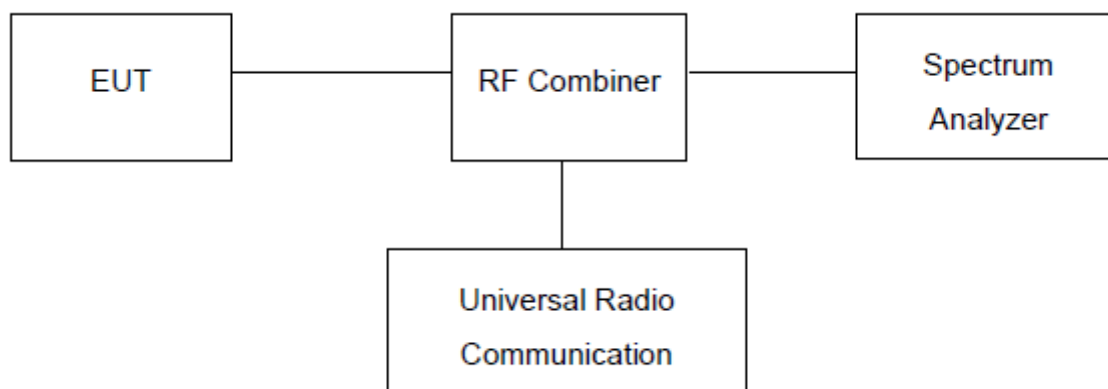 EUT
RF Combiner
Spectrum
Analyzer
Universal Radio
Communication